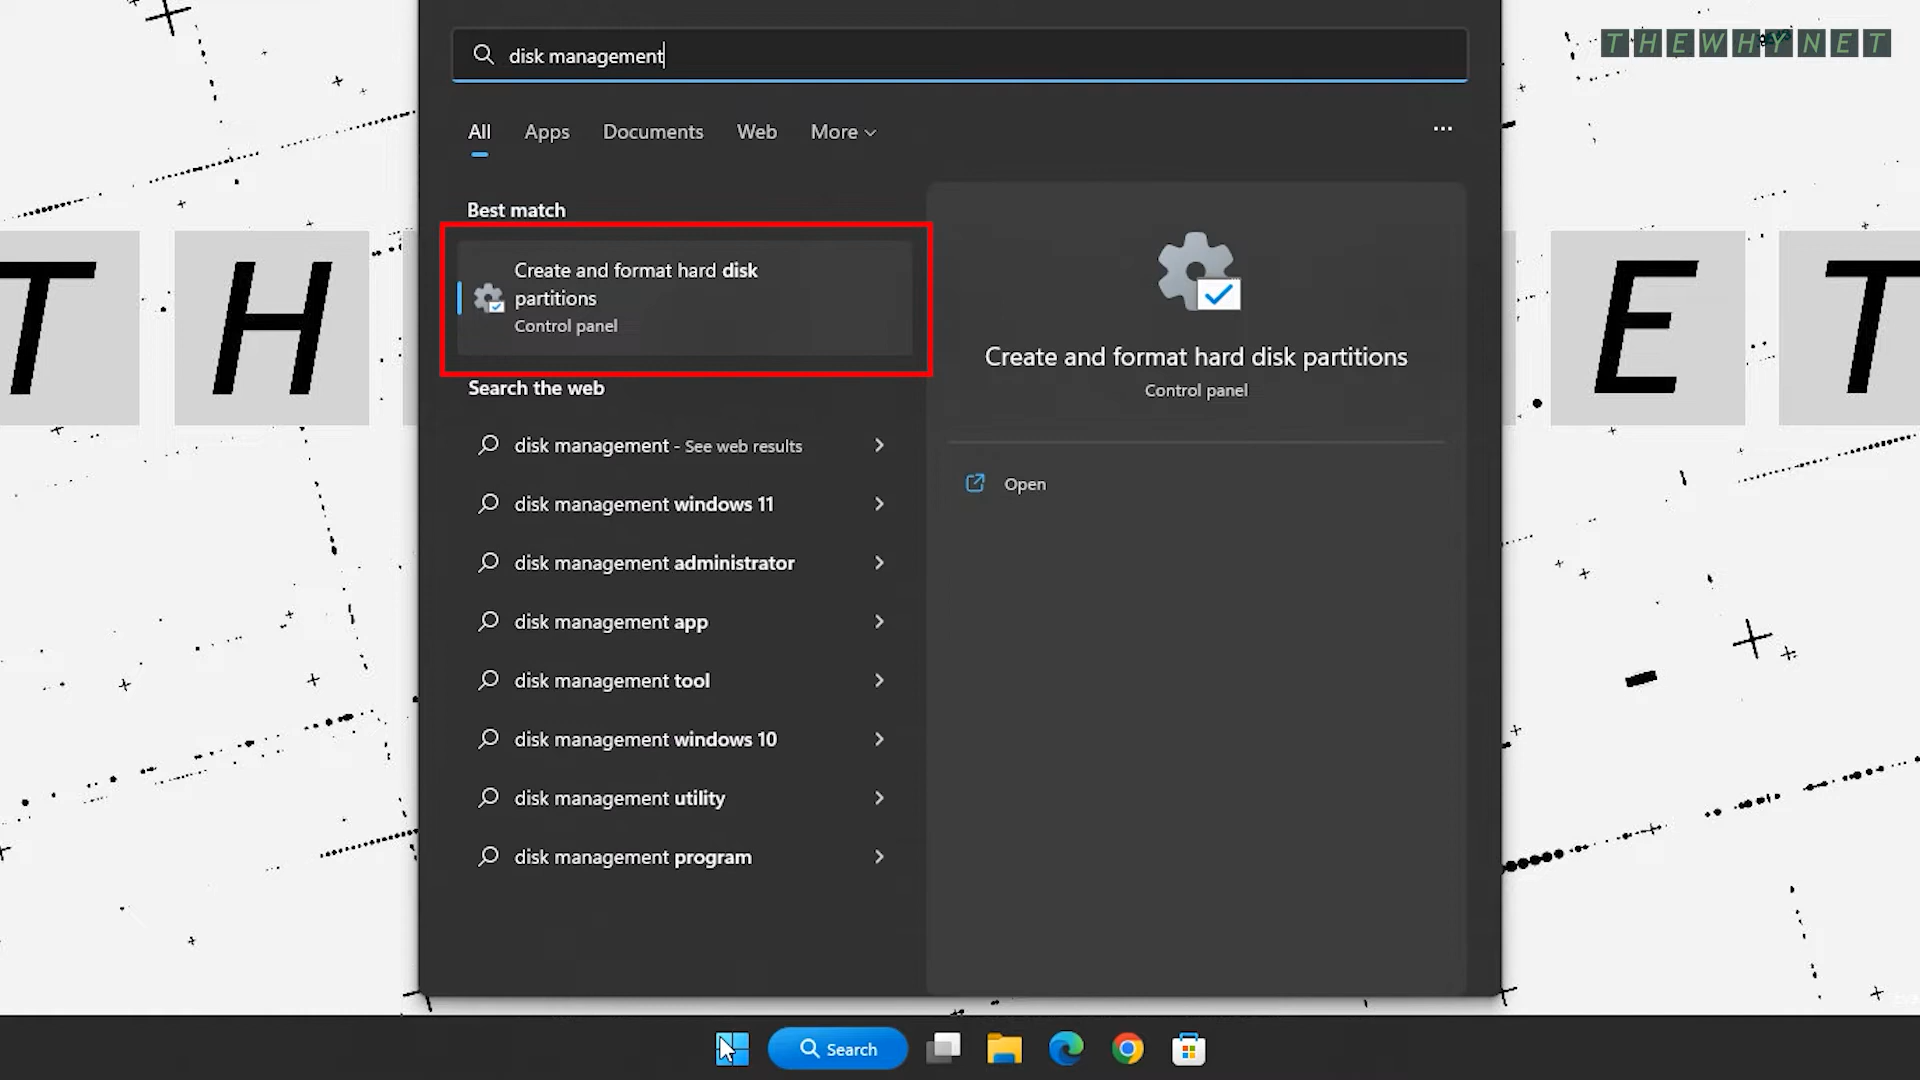 disk management
THEWHYNET
All Apps Documents Web More
Best match
Create and format hard disk
partitions
Control panel
Search the web
disk management - See web results
disk management windows 11
disk management administrator
disk management app
disk management tool
disk management windows 10
disk management utility
disk management program
Create and format hard disk partitions
Control panel
Open
T H E T
Search